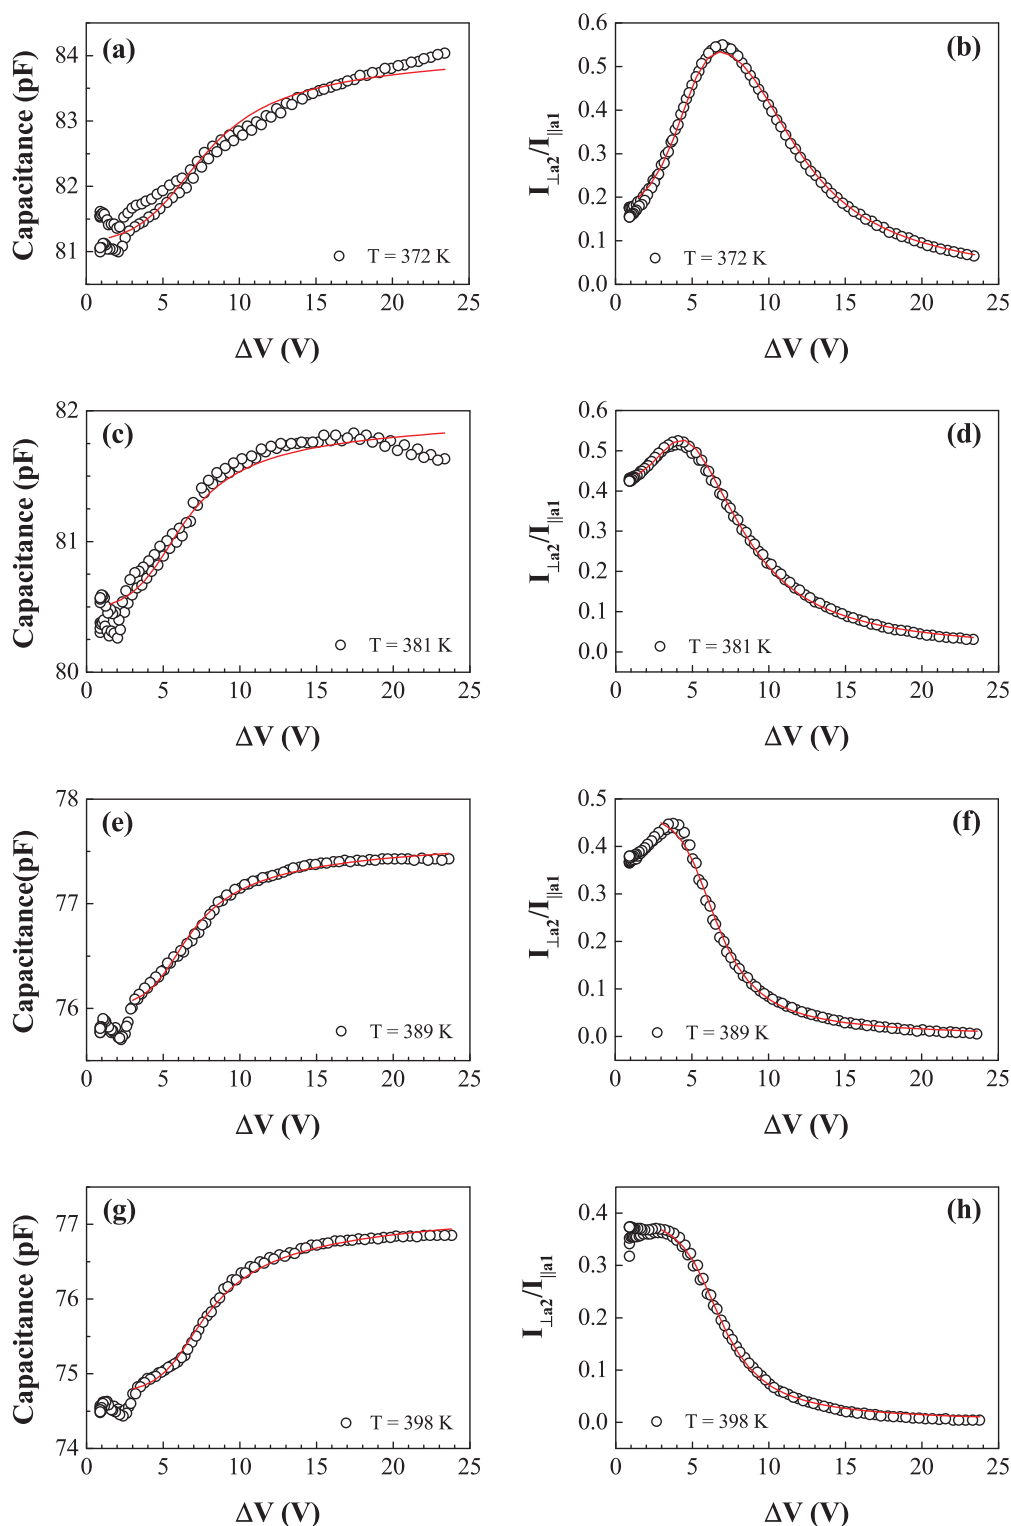 (a)
Capacitance (pF)
84
83
82
81
T = 372 K
0 5 10 15 20 25
ΔV (V)
(b)
I⊥a2/I||a1
0.6
0.5
0.4
0.3
0.2
0.1
0.0
T = 372 K
0 5 10 15 20 25
ΔV (V)
(c)
Capacitance (pF)
82
81
80
T = 381 K
0 5 10 15 20 25
ΔV (V)
(d)
I⊥a2/I||a1
0.6
0.5
0.4
0.3
0.2
0.1
0.0
T = 381 K
0 5 10 15 20 25
ΔV (V)
(e)
Capacitance(pF)
78
77
76
T = 389 K
0 5 10 15 20 25
ΔV (V)
(f)
I⊥a2/I||a1
0.5
0.4
0.3
0.2
0.1
0.0
T = 389 K
0 5 10 15 20 25
ΔV (V)
(g)
Capacitance (pF)
77
76
75
74
T = 398 K
0 5 10 15 20 25
ΔV (V)
(h)
I⊥a2/I||a1
0.4
0.3
0.2
0.1
0.0
T = 398 K
0 5 10 15 20 25
ΔV (V)